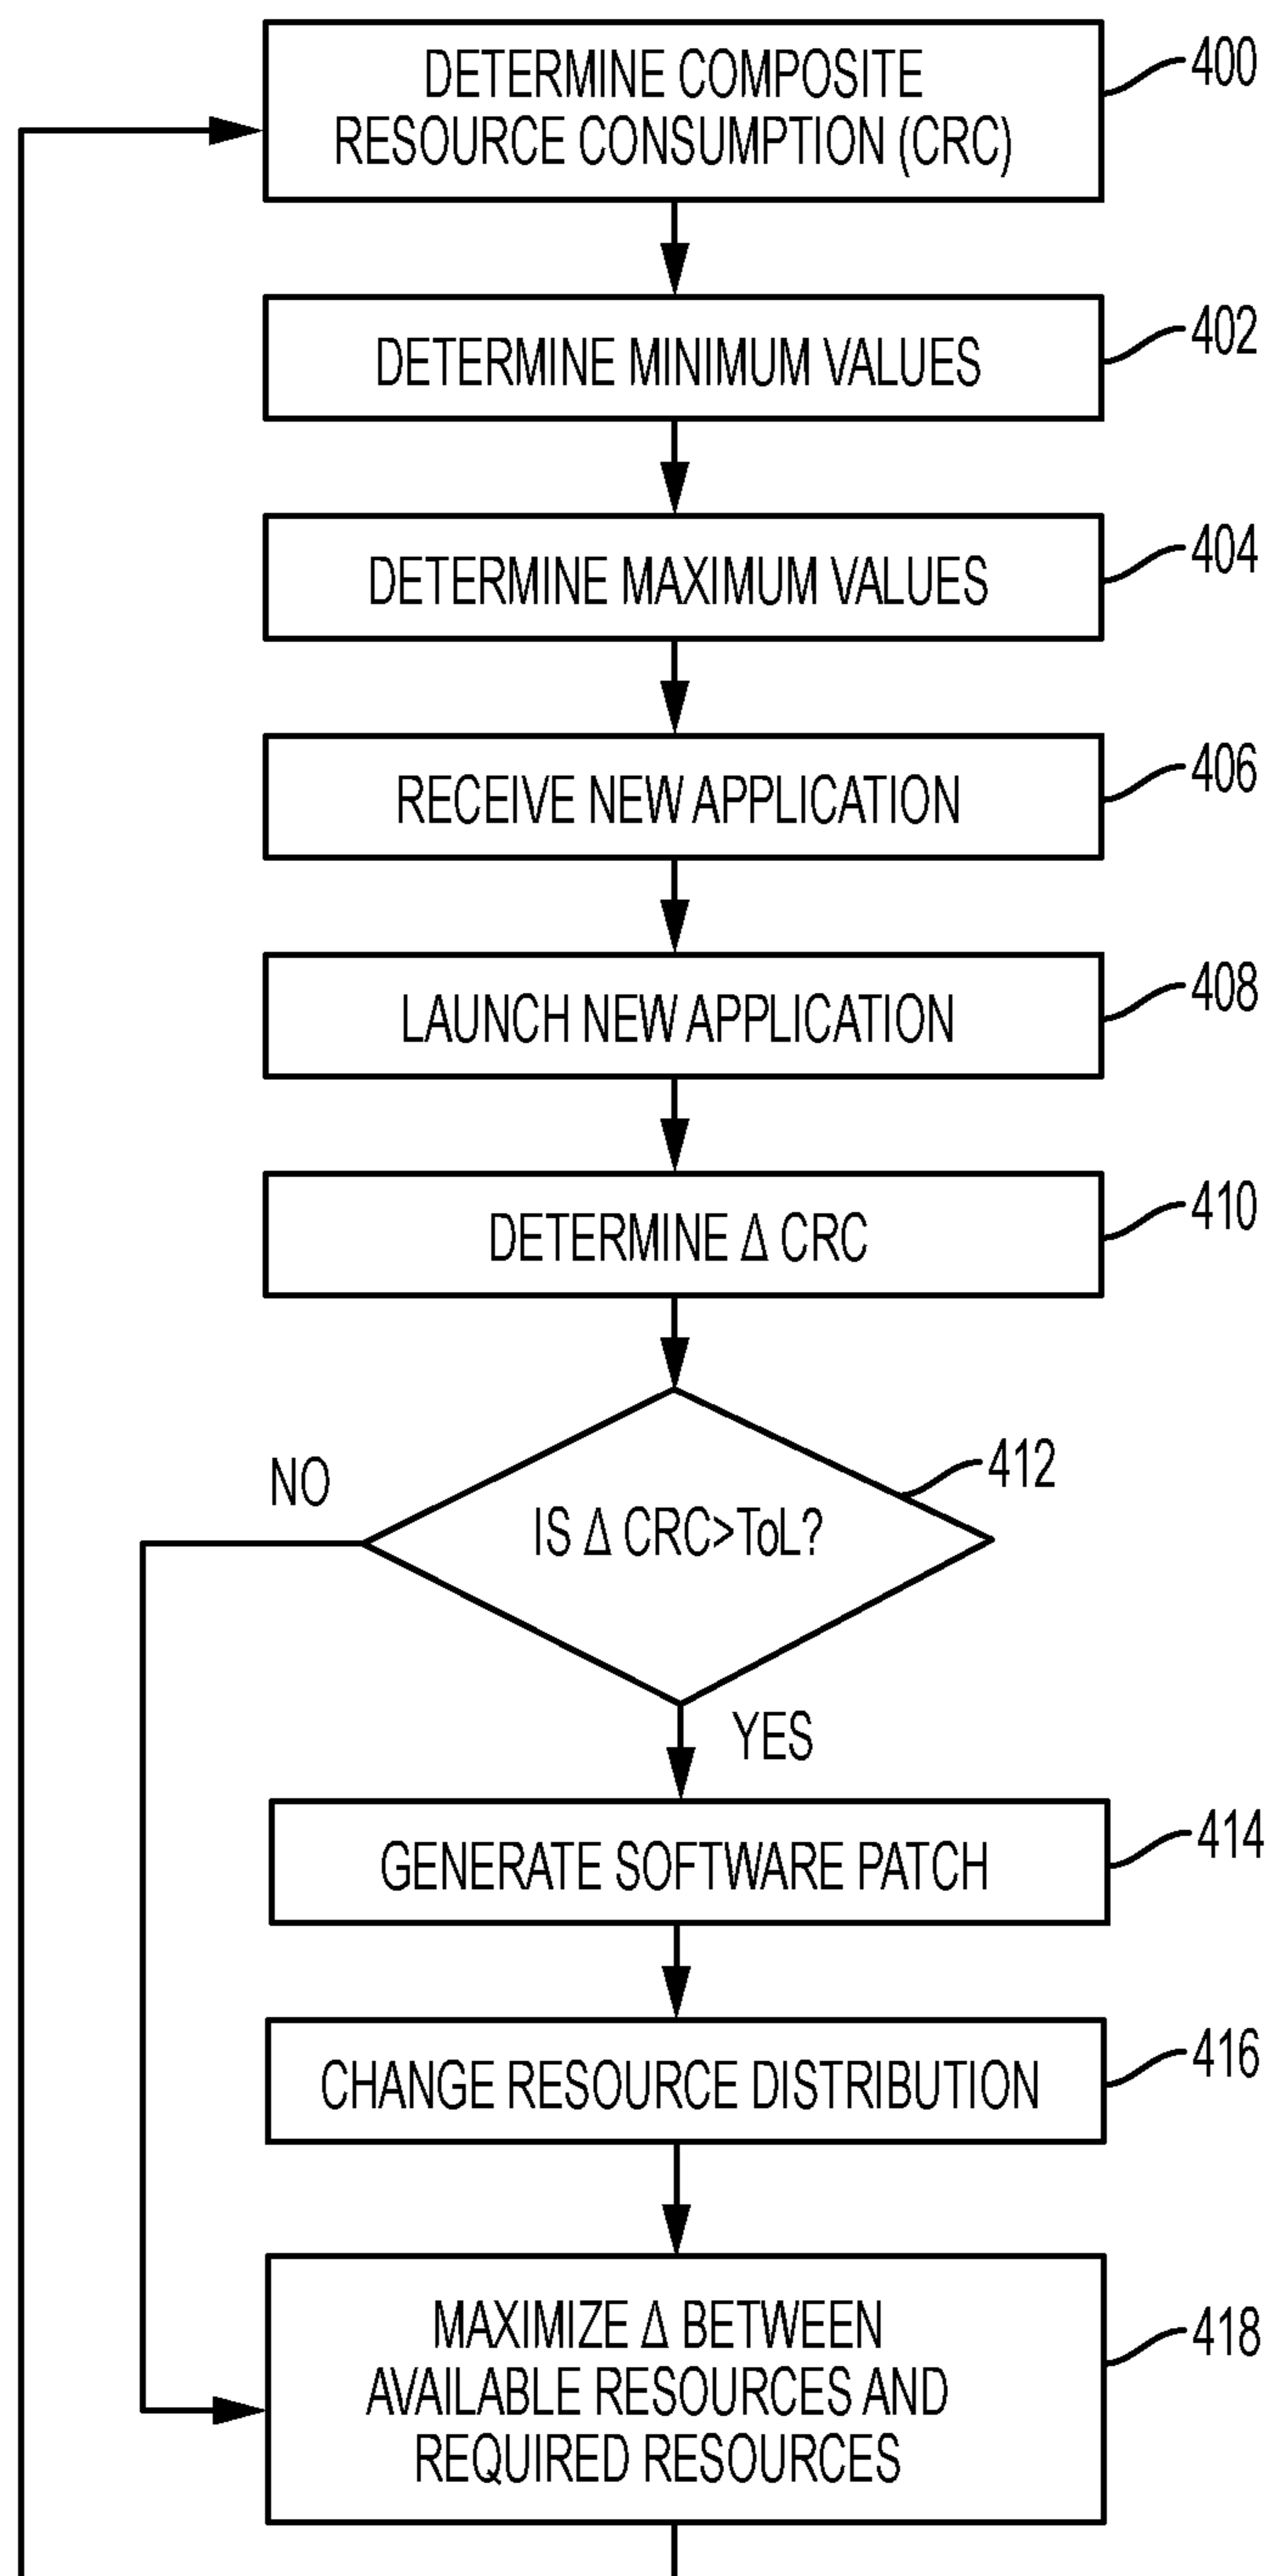 DETERMINE COMPOSITE
RESOURCE CONSUMPTION (CRC)
400
DETERMINE MINIMUM VALUES
402
DETERMINE MAXIMUM VALUES
404
RECEIVE NEW APPLICATION
406
LAUNCH NEW APPLICATION
408
DETERMINE Δ CRC
410
NO
IS Δ CRC>ToL?
412
YES
GENERATE SOFTWARE PATCH
414
CHANGE RESOURCE DISTRIBUTION
416
MAXIMIZE Δ BETWEEN
AVAILABLE RESOURCES AND
REQUIRED RESOURCES
418